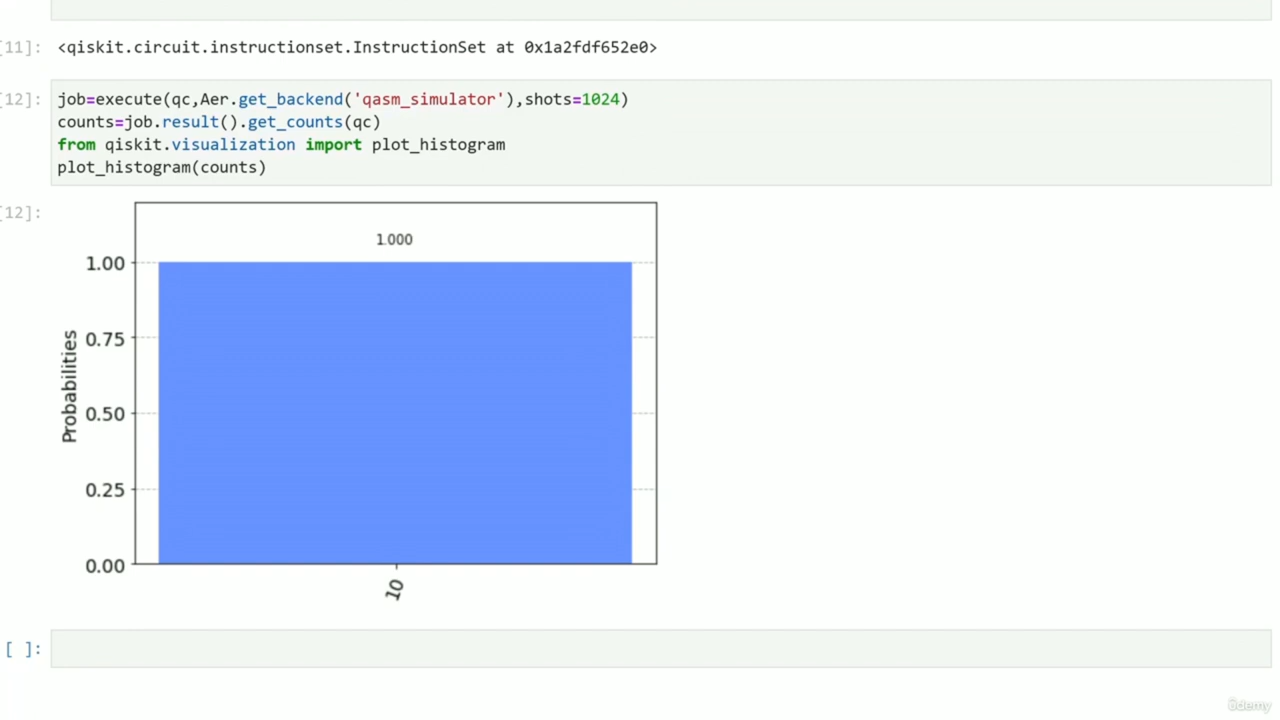 [11]: <qiskit.circuit.instructionset.InstructionSet at 0x1a2fdf652e0>
[12]: job=execute(qc,Aer.get_backend('qasm_simulator'),shots=1024)
counts=job.result().get_counts(qc)
from qiskit.visualization import plot_histogram
plot_histogram(counts)
[12]:
1.000
1.00
0.75
0.50
0.25
0.00
Probabilities
10
[ ]:
ûdemy